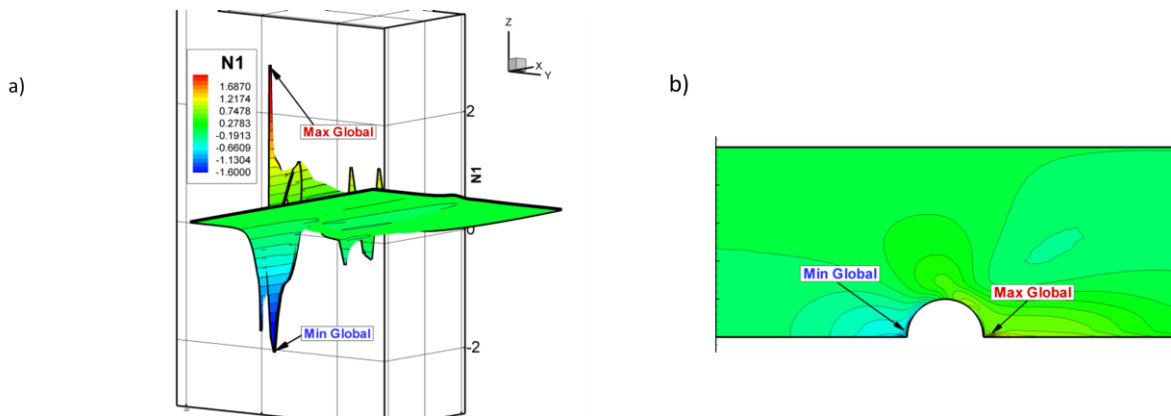 a)
N1
1.6870
1.2174
0.7478
0.2783
-0.1913
-0.6609
-1.1304
-1.6000
Max Global
Z
X
Y
2
N1
0
Min Global
-2
b)
Min Global
Max Global